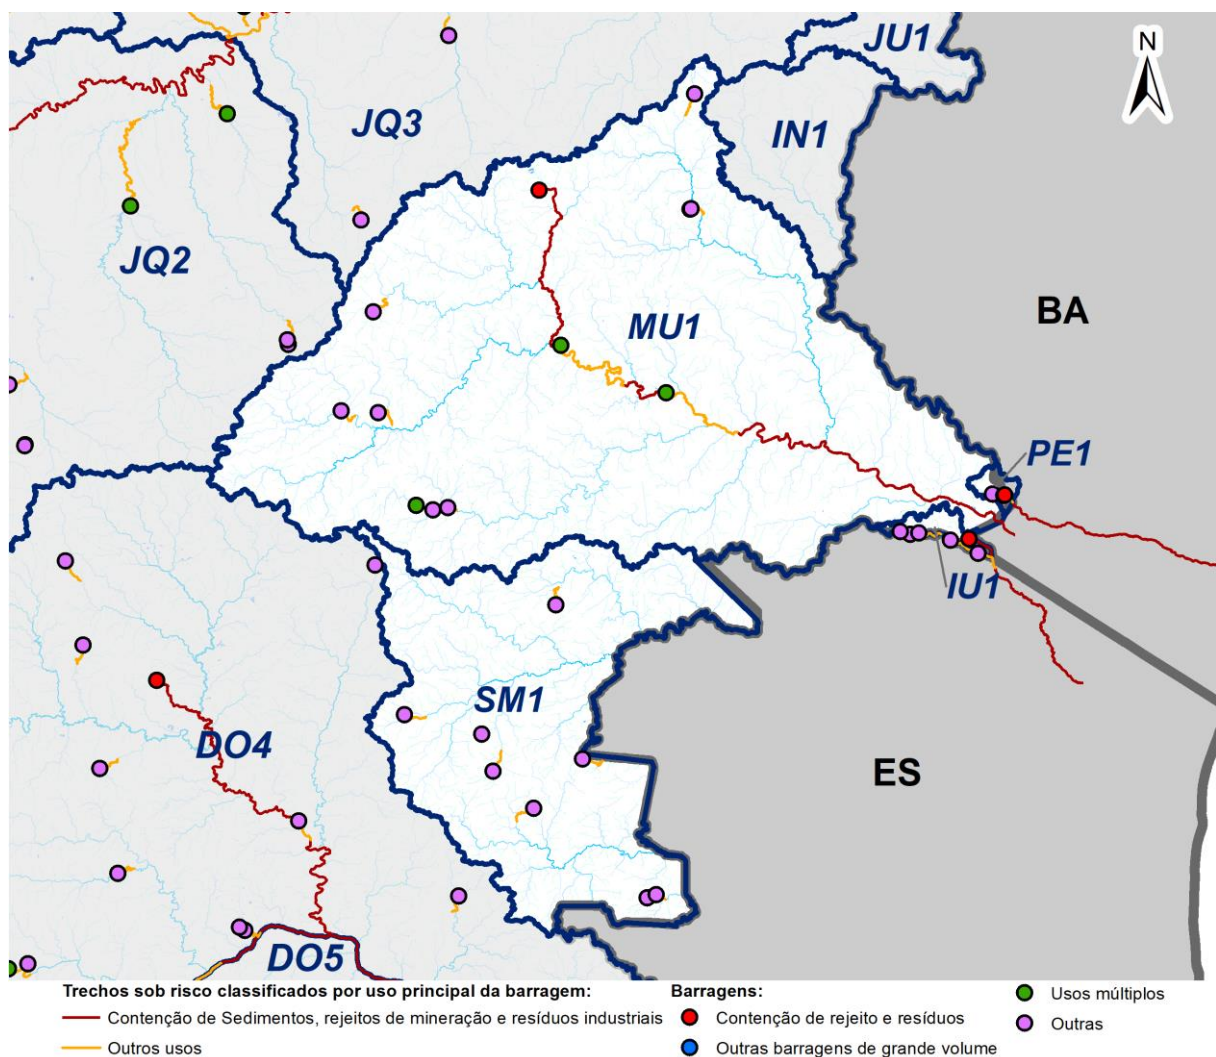 JU1
N
JQ3
IN1
JQ2
MU1
BA
PE1
IU1
SM1
DO4
ES
DO5
Trechos sob risco classificados por uso principal da barragem:
Contenção de Sedimentos, rejeitos de mineração e resíduos industriais
Outros usos
Barragens:
Contenção de rejeito e resíduos
Outras barragens de grande volume
Usos múltiplos
Outras